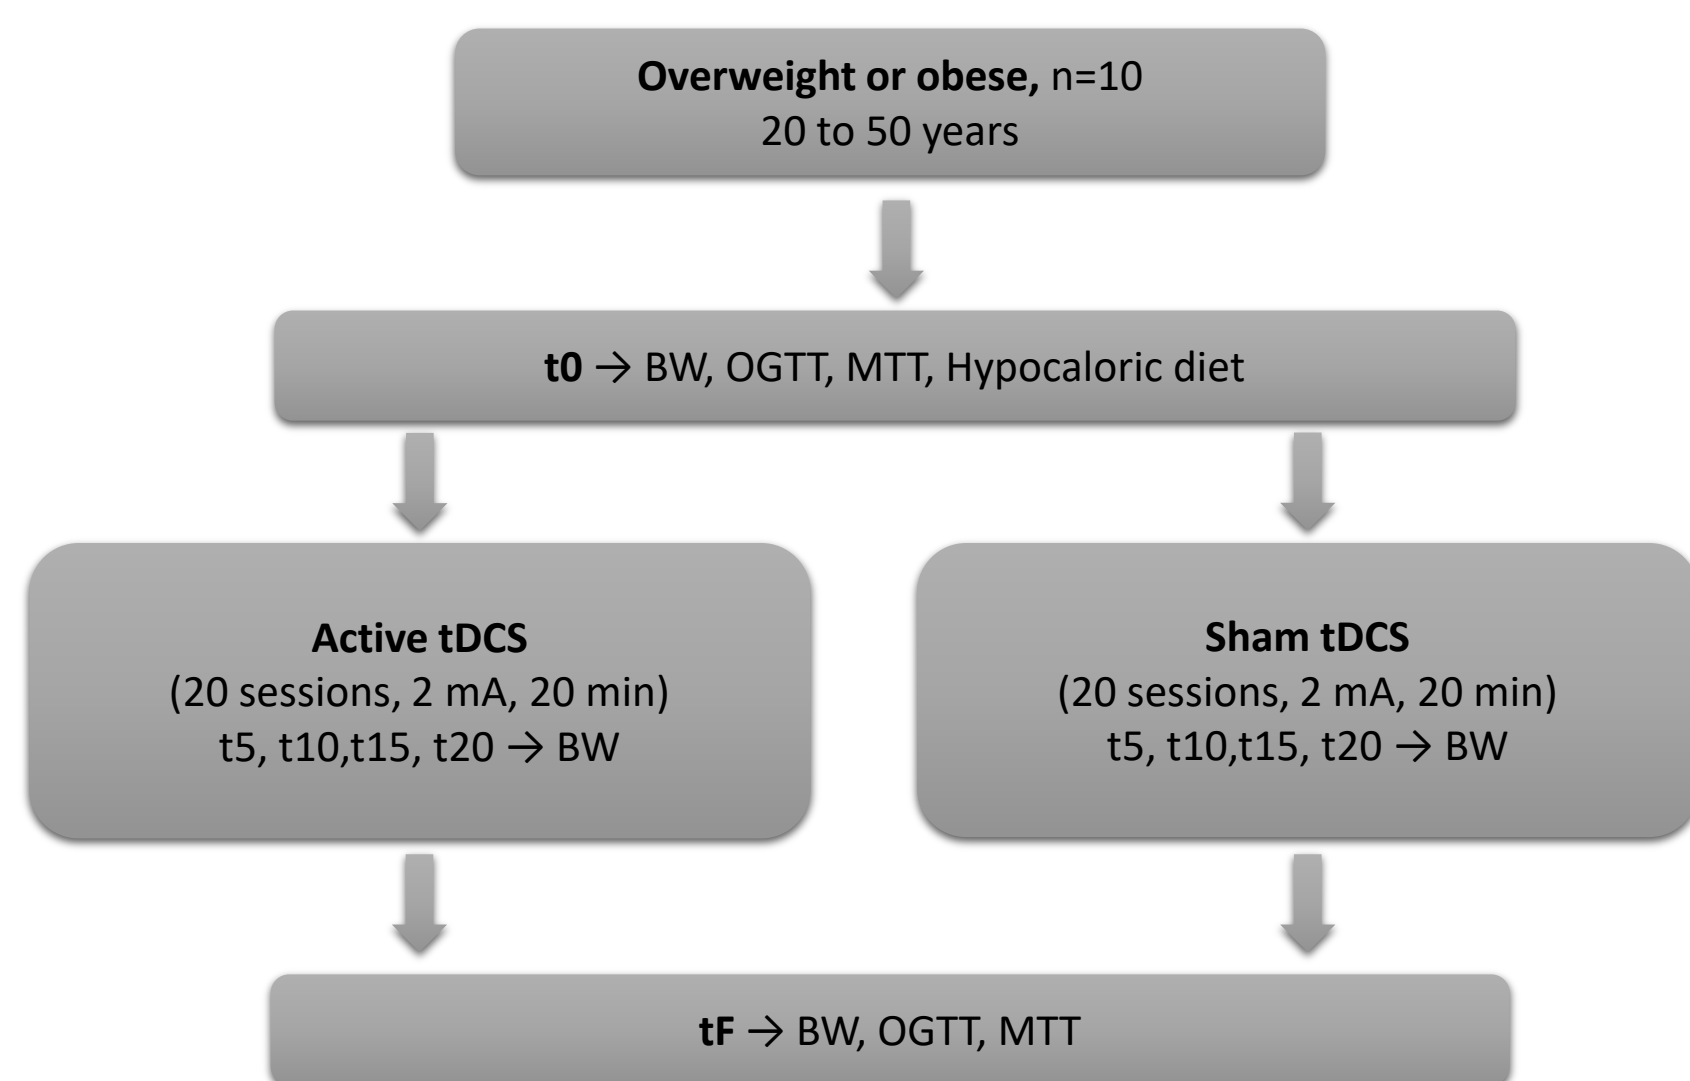 Overweight or obese, n=10
20 to 50 years
t0 → BW, OGTT, MTT, Hypocaloric diet
Active tDCS
(20 sessions, 2 mA, 20 min)
t5, t10,t15, t20 → BW
Sham tDCS
(20 sessions, 2 mA, 20 min)
t5, t10,t15, t20 → BW
tF → BW, OGTT, MTT